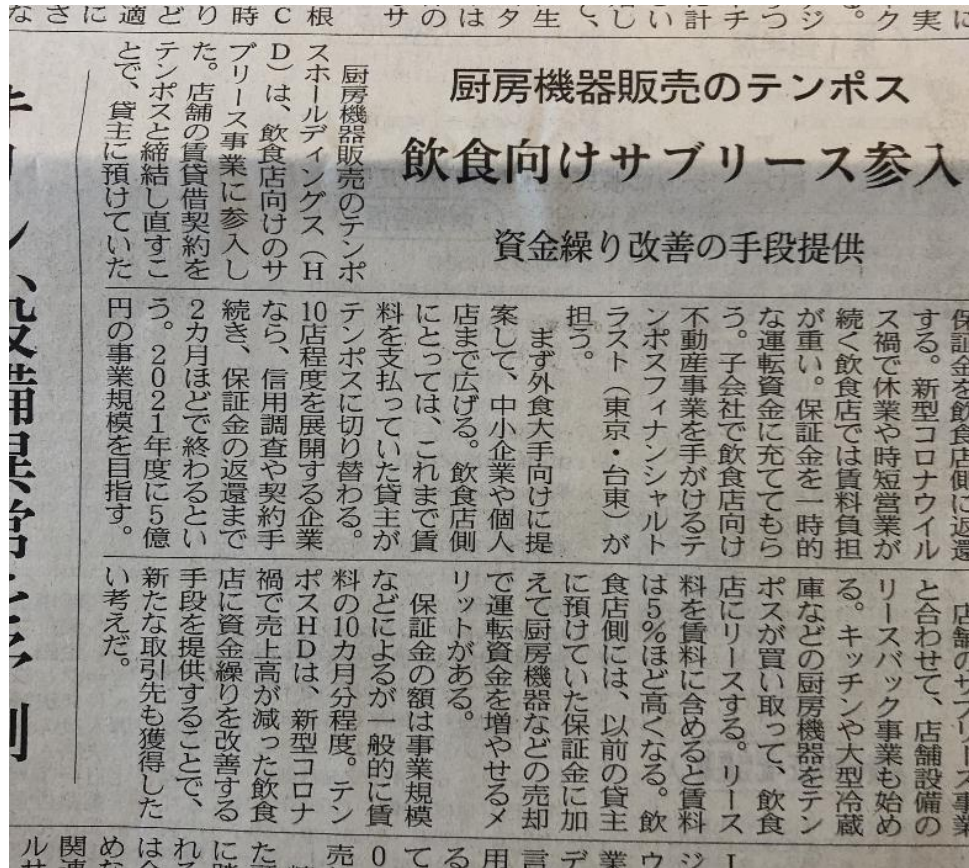 厨房機器販売のテンポス
飲食向けサブリース参入
資金繰り改善の手段提供
厨房機器販売のテンポ
スホールディングス(H
D)は、飲食店向けのサ
ブリース事業に参入し
た。店舗の賃貸借契約を
テンポスと締結し直すこ
とで、貸主に預けていた
保証金を飲食店側に返還
する。新型コロナウイル
ス禍で休業や時短営業が
続く飲食店では賃料負担
が重い。保証金を一時的
な運転資金に充ててもら
う。子会社で飲食店向け
不動産事業を手がけるテ
ンポスフィナンシャルト
ラスト(東京・台東)が
担う。
まず外食大手向けに提
案して、中小企業や個人
店まで広げる。飲食店側
にとっては、これまで賃
料を支払っていた貸主が
テンポスに切り替わる。
10店程度を展開する企業
なら、信用調査や契約手
続き、保証金の返還まで
2カ月ほどで終わるとい
う。2021年度に5億
円の事業規模を目指す。
店舗のサブリース事業
と合わせて、店舗設備の
リースバック事業も始め
る。キッチンや大型冷蔵
庫などの厨房機器をテン
ポスが買い取って、飲食
店にリースする。リース
料を賃料に含めると賃料
は5%ほど高くなる。飲
食店側には、以前の貸主
に預けていた保証金に加
えて厨房機器などの売却
で運転資金を増やせるメ
リットがある。
保証金の額は事業規模
などによるが一般的に賃
料の10カ月分程度。テン
ポスHDは、新型コロナ
禍で売上高が減った飲食
店に資金繰りを改善する
手段を提供することで、
新たな取引先も獲得した
い考えだ。